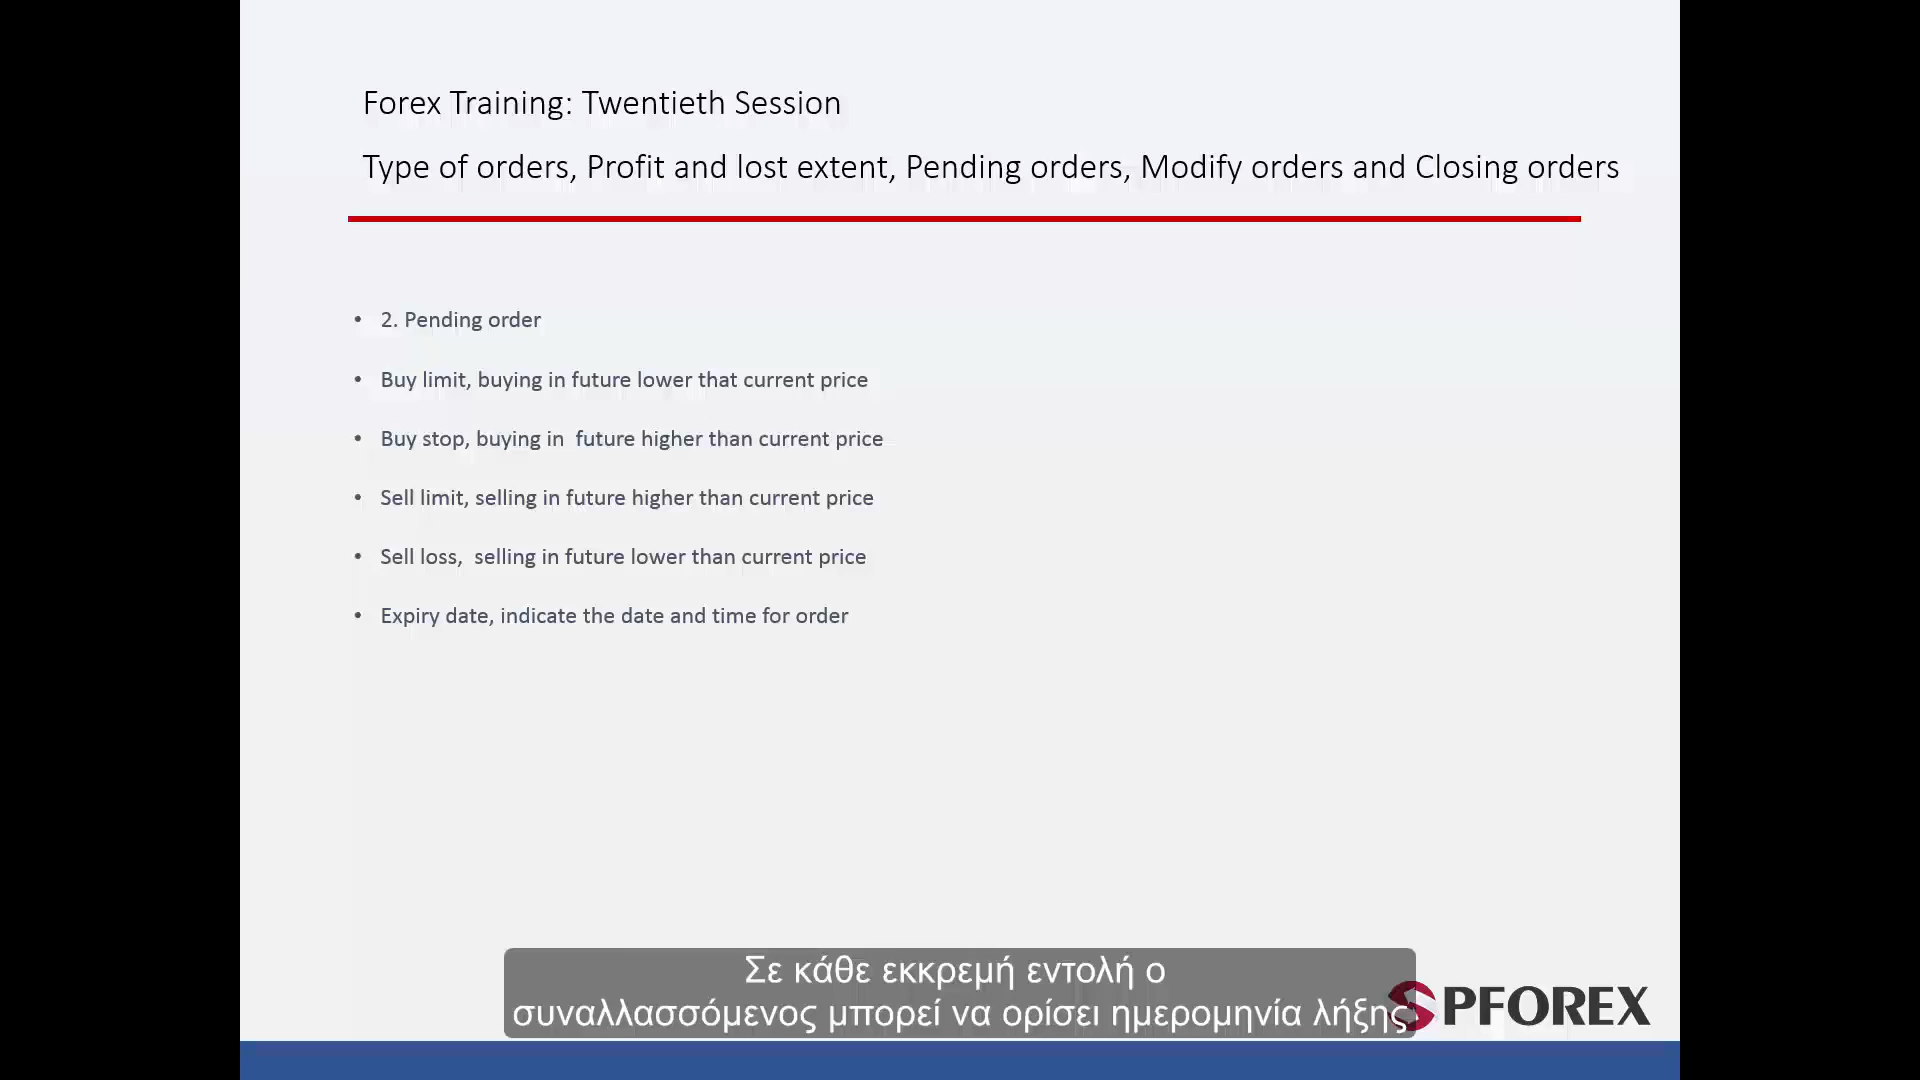 Forex Training: Twentieth Session
Type of orders, Profit and lost extent, Pending orders, Modify orders and Closing orders
• 2. Pending order
• Buy limit, buying in future lower that current price
• Buy stop, buying in  future higher than current price
• Sell limit, selling in future higher than current price
• Sell loss,  selling in future lower than current price
• Expiry date, indicate the date and time for order
Σε κάθε εκκρεμή εντολή ο
συναλλασσόμενος μπορεί να ορίσει ημερομηνία λήξης
SPFOREX